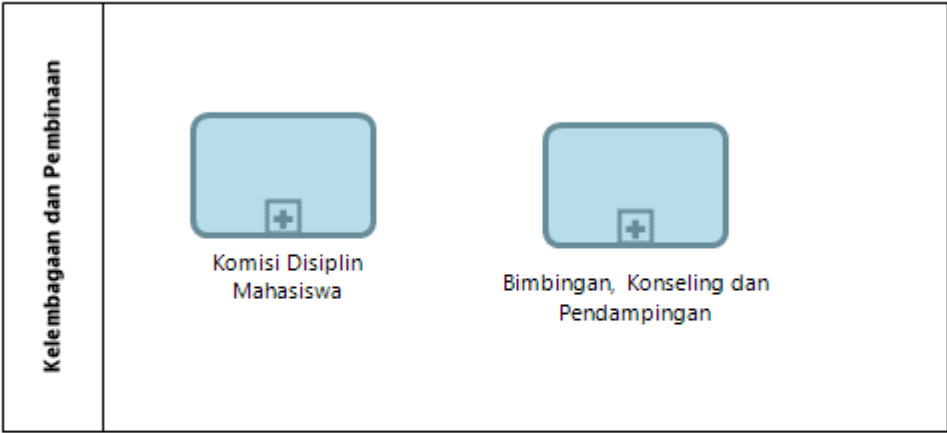 Kelembagaan dan Pembinaan
Komisi Disiplin
Mahasiswa
Bimbingan, Konseling dan
Pendampingan